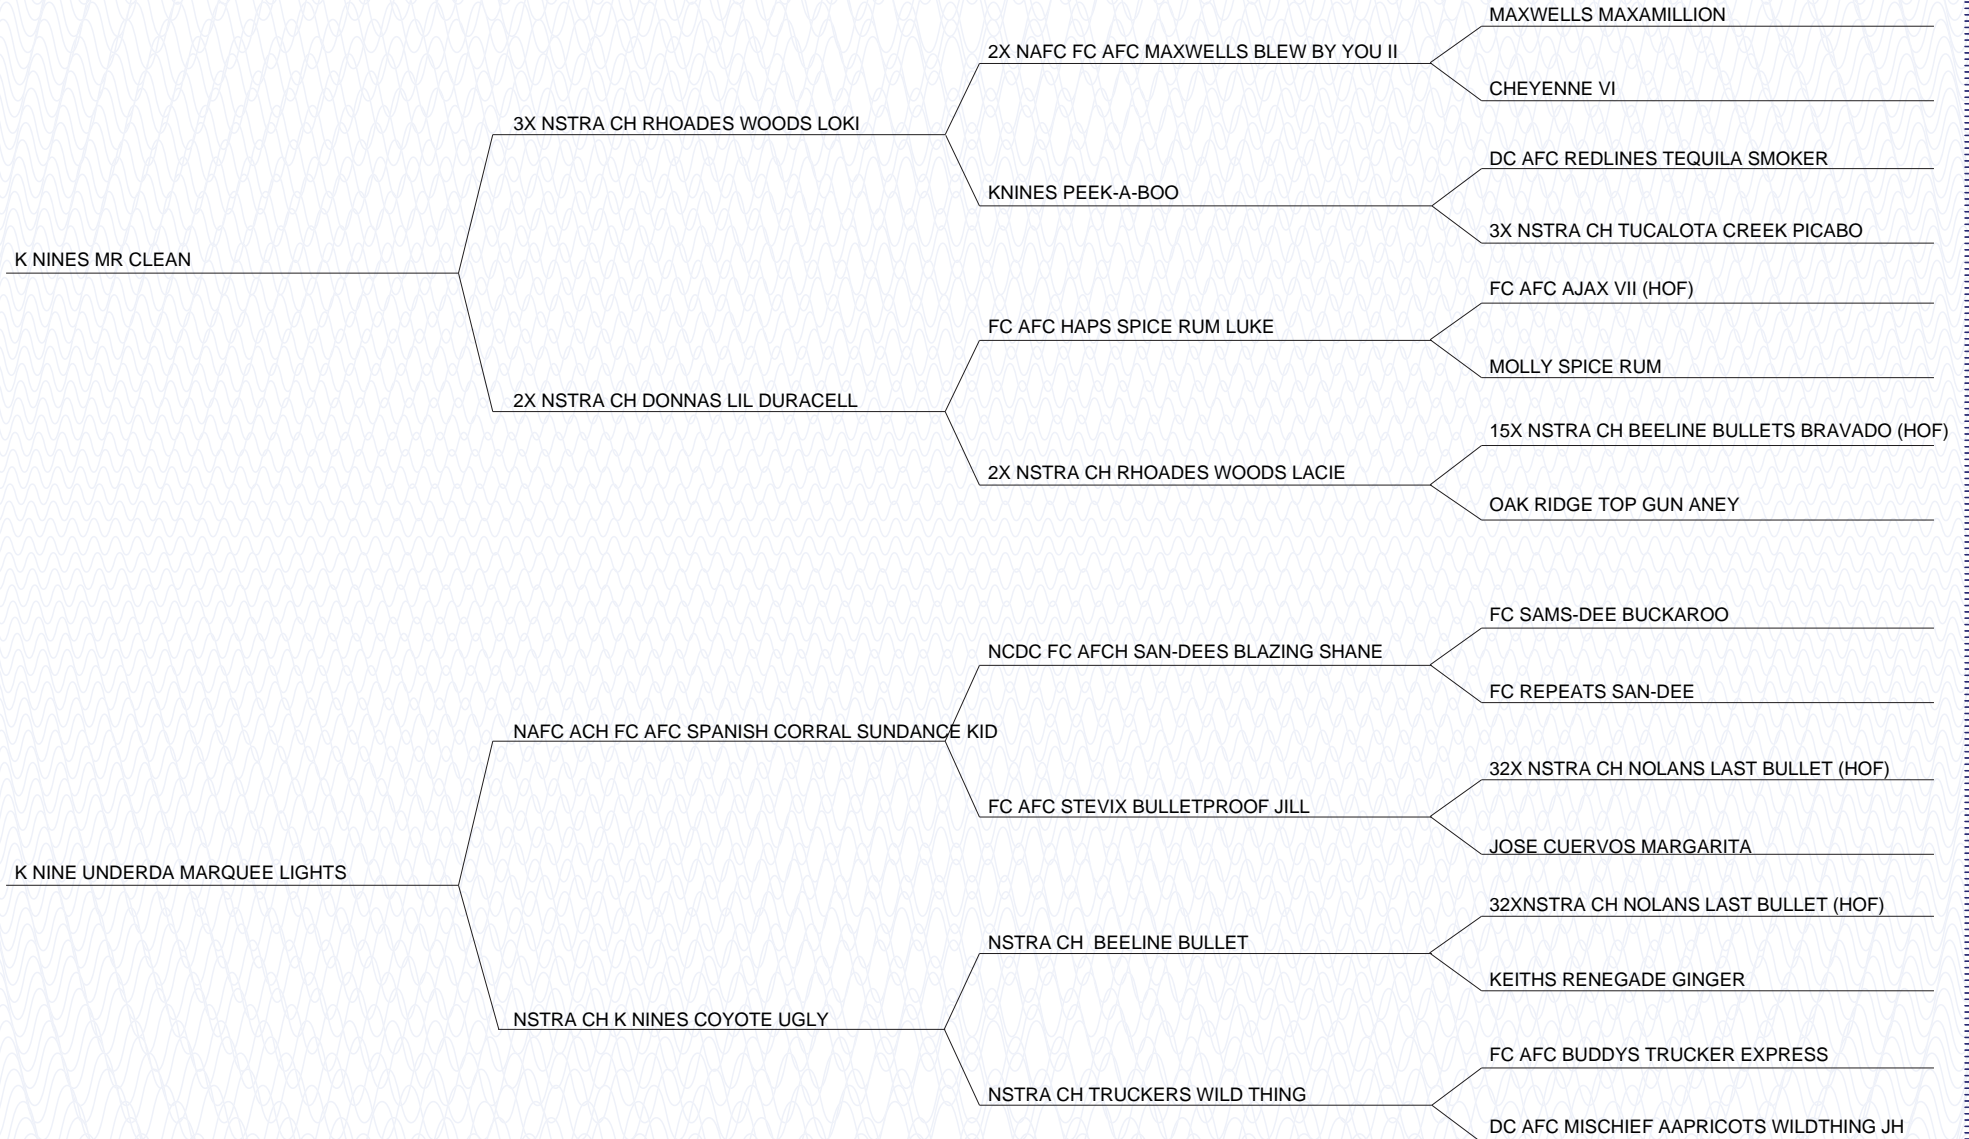 MAXWELLS MAXAMILLION
2X NAFC FC AFC MAXWELLS BLEW BY YOU II
CHEYENNE VI
3X NSTRA CH RHOADES WOODS LOKI
DC AFC REDLINES TEQUILA SMOKER
KNINES PEEK-A-BOO
3X NSTRA CH TUCALOTA CREEK PICABO
K NINES MR CLEAN
FC AFC AJAX VII (HOF)
FC AFC HAPS SPICE RUM LUKE
MOLLY SPICE RUM
2X NSTRA CH DONNAS LIL DURACELL
15X NSTRA CH BEELINE BULLETS BRAVADO (HOF)
2X NSTRA CH RHOADES WOODS LACIE
OAK RIDGE TOP GUN ANEY
FC SAMS-DEE BUCKAROO
NCDC FC AFCH SAN-DEES BLAZING SHANE
FC REPEATS SAN-DEE
NAFC ACH FC AFC SPANISH CORRAL SUNDANCE KID
32X NSTRA CH NOLANS LAST BULLET (HOF)
FC AFC STEVIX BULLETPROOF JILL
JOSE CUERVOS MARGARITA
K NINE UNDERDA MARQUEE LIGHTS
32XNSTRA CH NOLANS LAST BULLET (HOF)
NSTRA CH  BEELINE BULLET
KEITHS RENEGADE GINGER
NSTRA CH K NINES COYOTE UGLY
FC AFC BUDDYS TRUCKER EXPRESS
NSTRA CH TRUCKERS WILD THING
DC AFC MISCHIEF AAPRICOTS WILDTHING JH